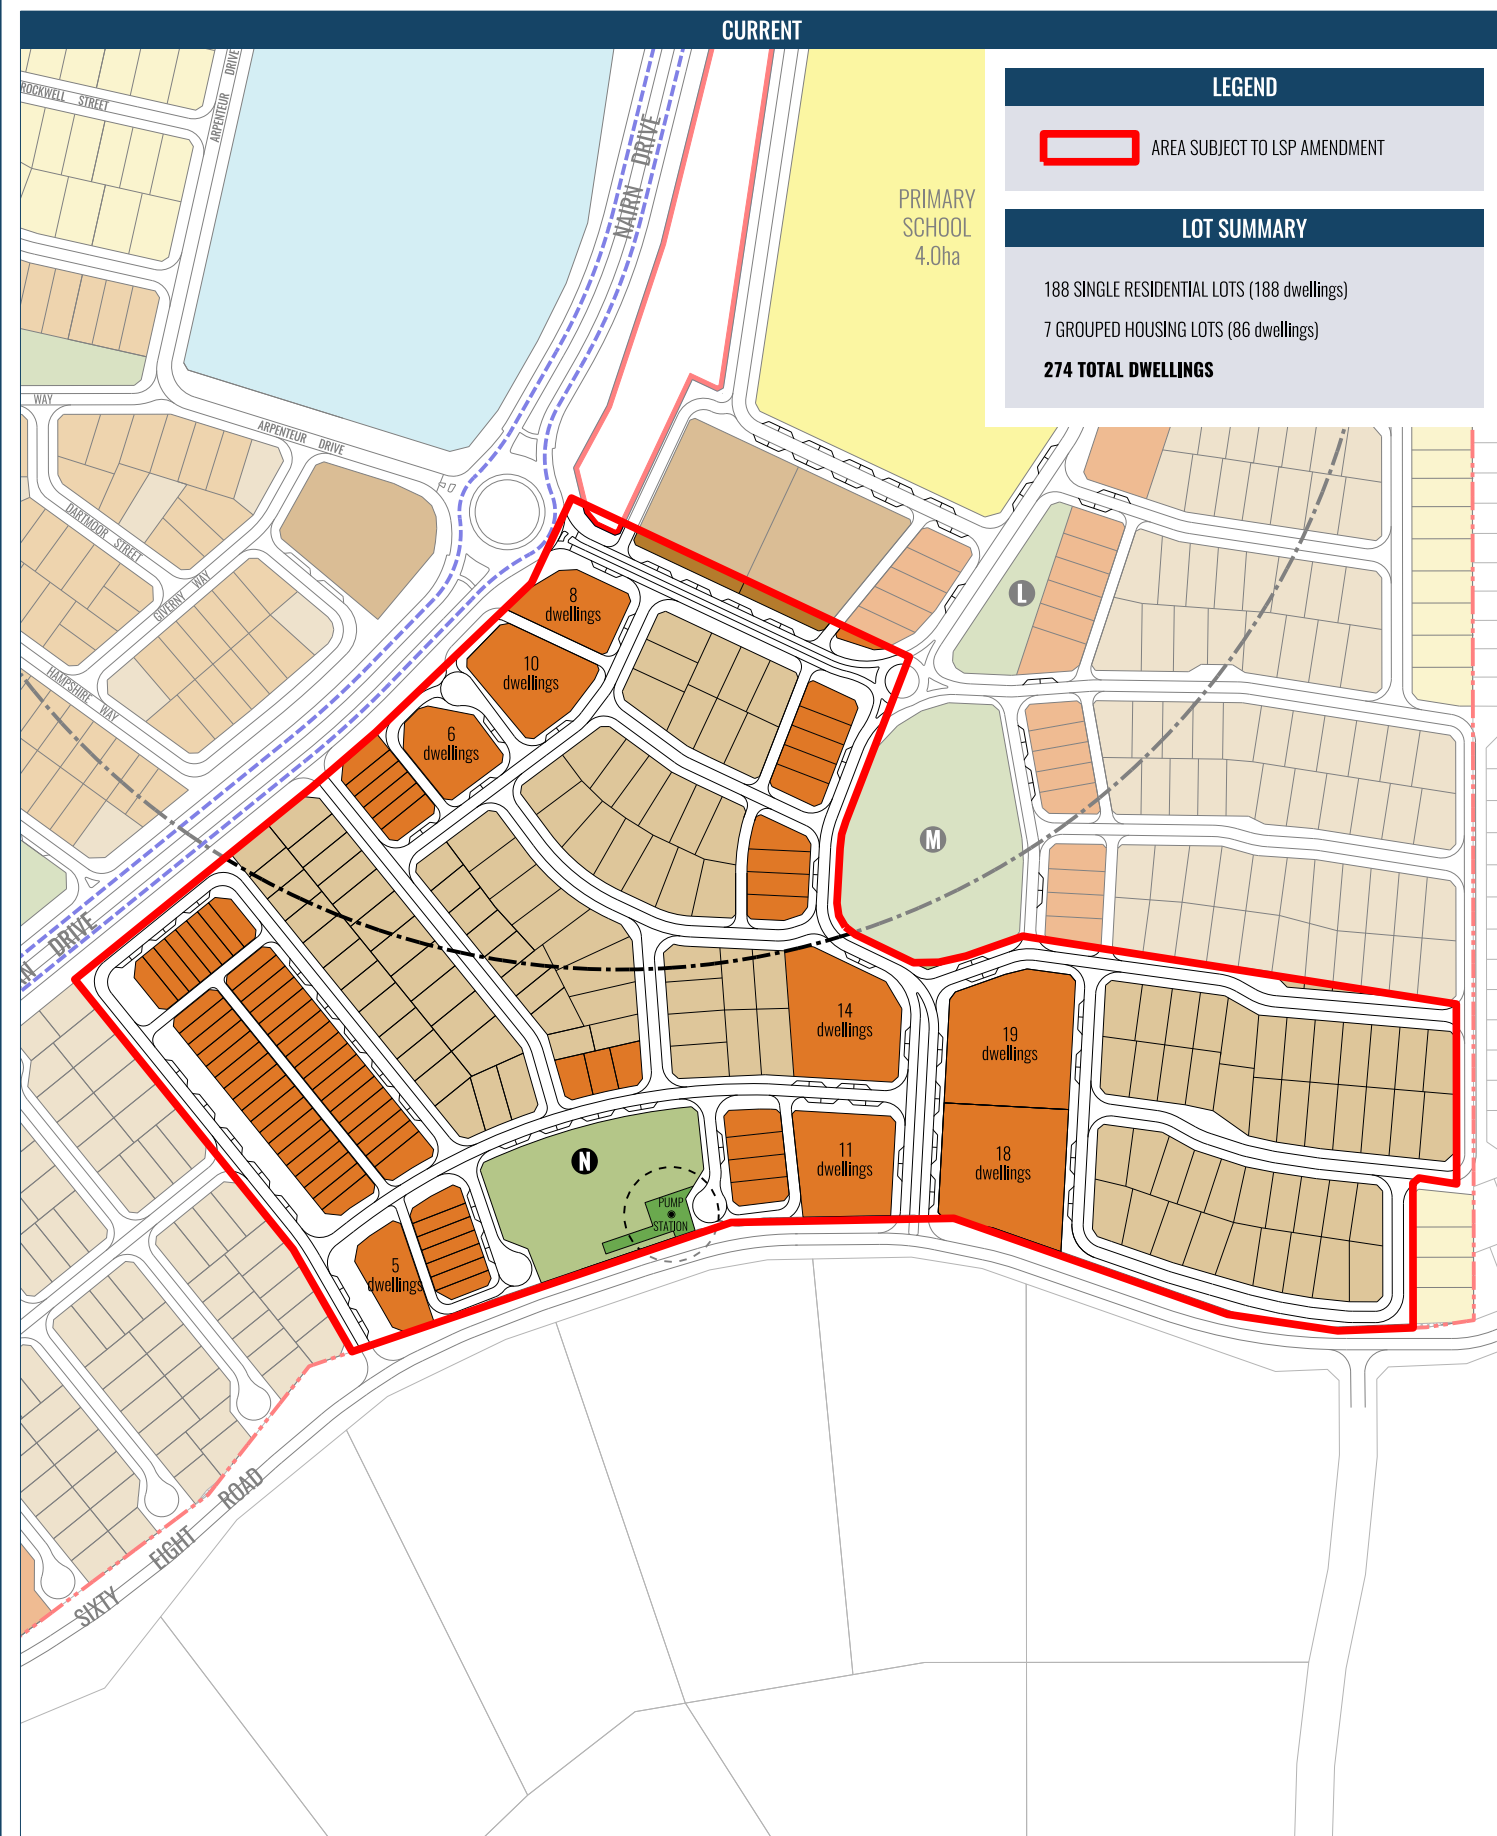 CURRENT
LEGEND
AREA SUBJECT TO LSP AMENDMENT
LOT SUMMARY
188 SINGLE RESIDENTIAL LOTS (188 dwellings)
7 GROUPED HOUSING LOTS (86 dwellings)
274 TOTAL DWELLINGS
ROCKWELL STREET
ARPENTEUR DRIVE
NAIRN DRIVE
PRIMARY
SCHOOL
4.0ha
WAY
ARPENTEUR DRIVE
DARTMOOR STREET
GIVERNY WAY
HAMPSHIRE WAY
8
dwellings
10
dwellings
6
dwellings
L
M
N DRIVE
14
dwellings
19
dwellings
18
dwellings
11
dwellings
N
PUMP
STATION
5
dwellings
SIXTY EIGHT ROAD